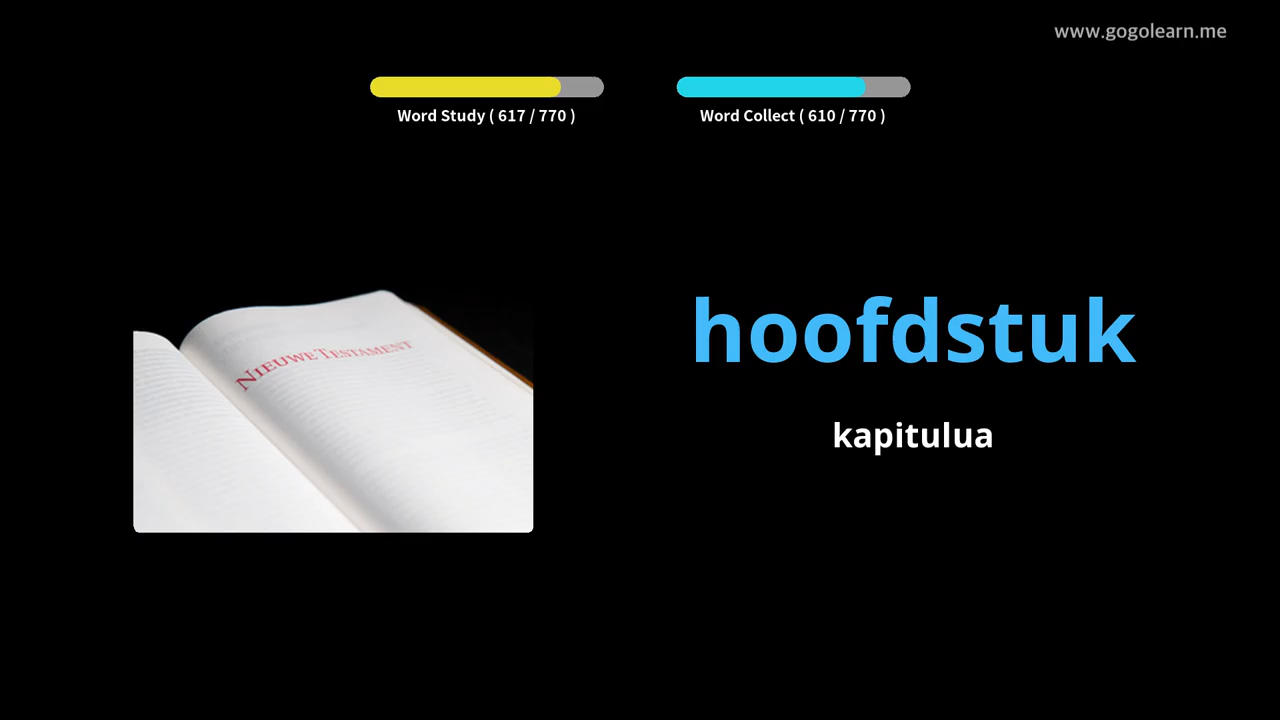 www.gogolearn.me
Word Study ( 617 / 770 )
Word Collect ( 610 / 770 )
NIEUWE TESTAMENT
hoofdstuk
kapitulua